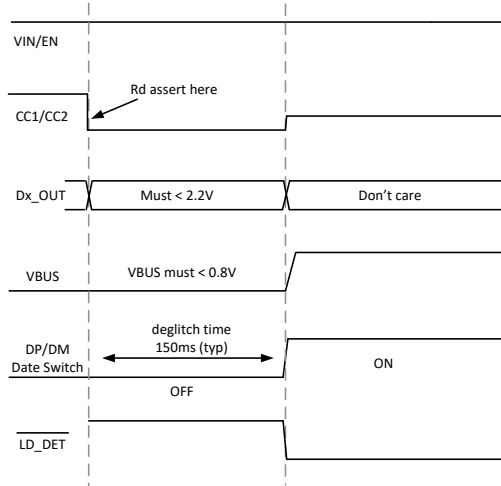 VIN/EN
Rd assert here
CC1/CC2
Dx_OUT
Must < 2.2V
Don't care
VBUS
VBUS must < 0.8V
deglitch time
150ms (typ)
DP/DM
Date Switch
ON
OFF
LD_DET